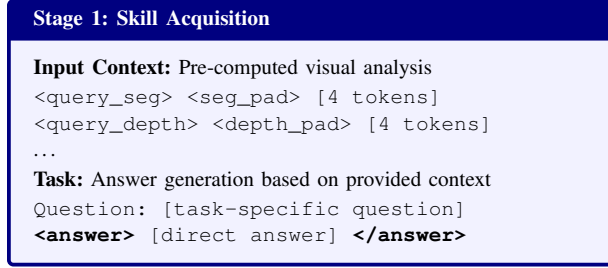 Stage 1: Skill Acquisition
Input Context: Pre-computed visual analysis
<query_seg> <seg_pad> [4 tokens]
<query_depth> <depth_pad> [4 tokens]
...
Task: Answer generation based on provided context
Question: [task-specific question]
<answer> [direct answer] </answer>